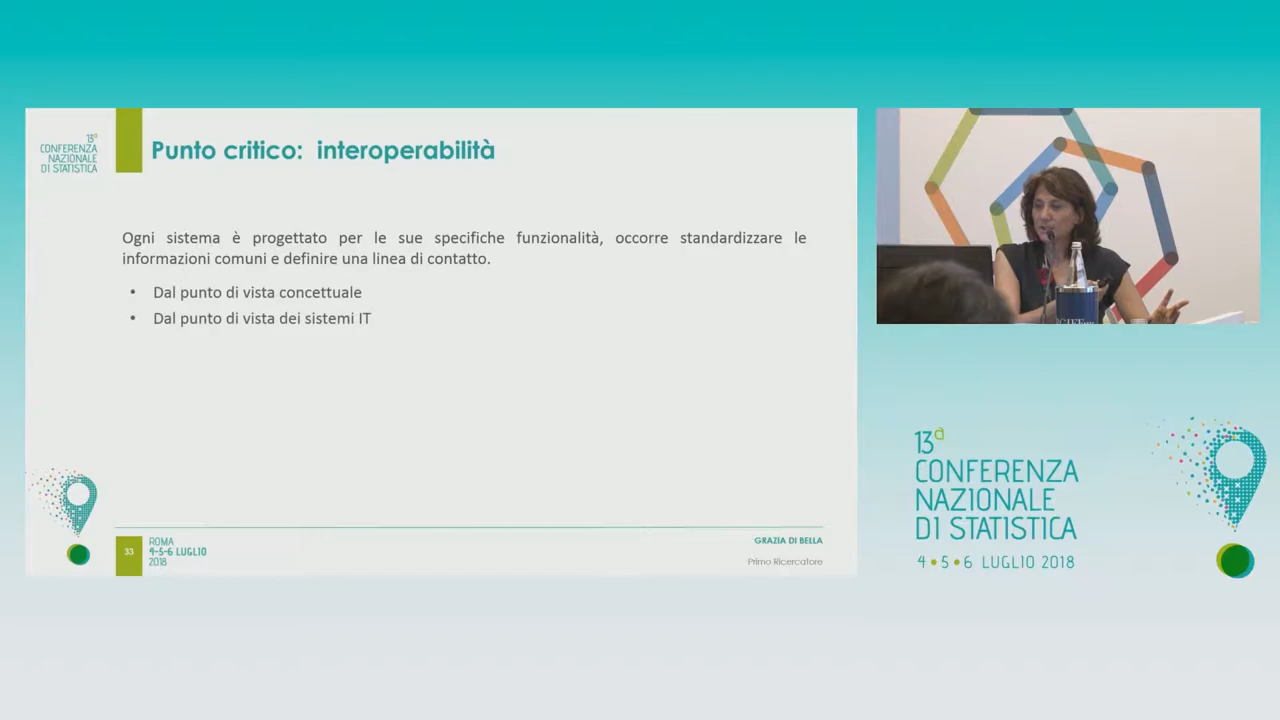 13ª
CONFERENZA
NAZIONALE
DI STATISTICA
Punto critico: interoperabilità
Ogni sistema è progettato per le sue specifiche funzionalità, occorre standardizzare le
informazioni comuni e definire una linea di contatto.
• Dal punto di vista concettuale
• Dal punto di vista dei sistemi IT
33
ROMA
4-5-6 LUGLIO
2018
GRAZIA DI BELLA
Primo Ricercatore
13ª
CONFERENZA
NAZIONALE
DI STATISTICA
4•5•6 LUGLIO 2018